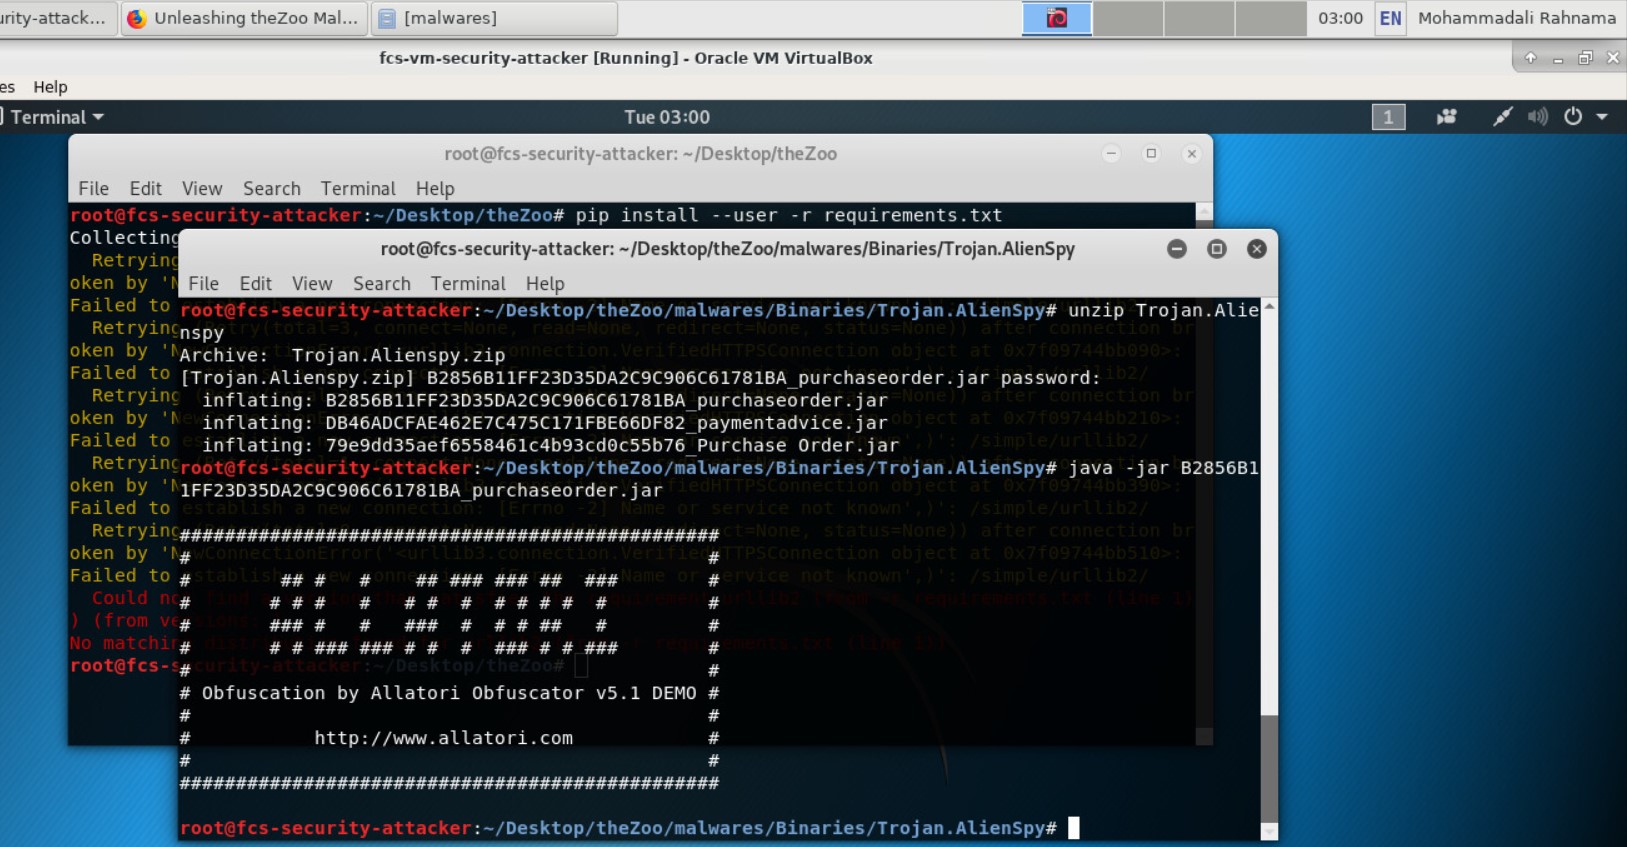 urity-attack...
Unleashing theZoo Mal...
[malwares]
03:00
EN
Mohammadali Rahnama
fcs-vm-security-attacker [Running] - Oracle VM VirtualBox
es Help
Terminal
Tue 03:00
1
root@fcs-security-attacker: ~/Desktop/theZoo
File Edit View Search Terminal Help
root@fcs-security-attacker:~/Desktop/theZoo# pip install --user -r requirements.txt
Collecting
Retrying
oken by 'N
Failed to
Retrying
oken by 'N
Failed to
Retrying
oken by 'N
Failed to
Retrying
oken by 'N
Failed to
Retrying
oken by 'N
Failed to
Could no
) (from ve
No matchin
root@fcs-security-attacker:~/Desktop/theZoo#
root@fcs-security-attacker: ~/Desktop/theZoo/malwares/Binaries/Trojan.AlienSpy
File Edit View Search Terminal Help
root@fcs-security-attacker:~/Desktop/theZoo/malwares/Binaries/Trojan.AlienSpy# unzip Trojan.Alie
nspy
Archive:  Trojan.Alienspy.zip
[Trojan.Alienspy.zip] B2856B11FF23D35DA2C9C906C61781BA_purchaseorder.jar password:
  inflating: B2856B11FF23D35DA2C9C906C61781BA_purchaseorder.jar
  inflating: DB46ADCFAE462E7C475C171FBE66DF82_paymentadvice.jar
  inflating: 79e9dd35aef6558461c4b93cd0c55b76_Purchase Order.jar
root@fcs-security-attacker:~/Desktop/theZoo/malwares/Binaries/Trojan.AlienSpy# java -jar B2856B1
1FF23D35DA2C9C906C61781BA_purchaseorder.jar
################################################
#                                              #
#        ## #   #    ## ### ### ##  ###        #
#       # # #   #   # #  #  # # # #  #         #
#       ### #   #   ###  #  # # ##   #         #
#       # # ### ### # #  #  ### # # ###        #
#                                              #
# Obfuscation by Allatori Obfuscator v5.1 DEMO #
#                                              #
#           http://www.allatori.com            #
#                                              #
################################################
root@fcs-security-attacker:~/Desktop/theZoo/malwares/Binaries/Trojan.AlienSpy#